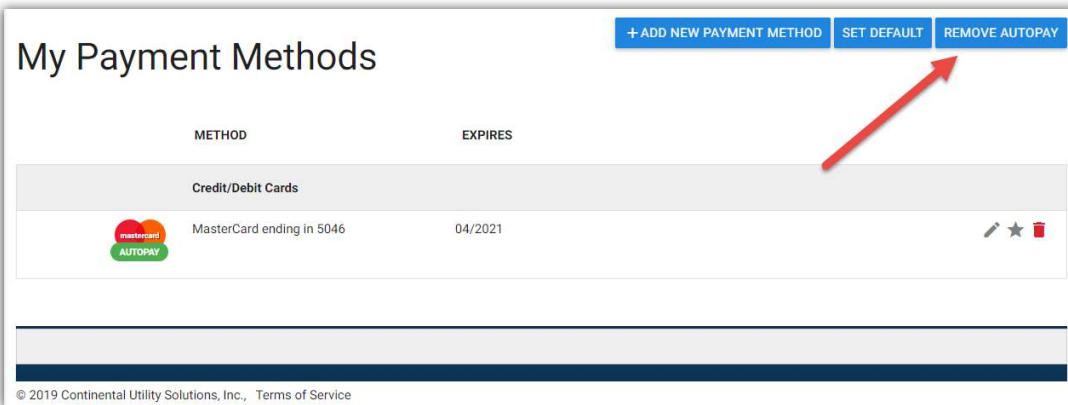 + ADD NEW PAYMENT METHOD SET DEFAULT REMOVE AUTOPAY
My Payment Methods
METHOD EXPIRES
Credit/Debit Cards
mastercard
AUTOPAY
MasterCard ending in 5046 04/2021
© 2019 Continental Utility Solutions, Inc., Terms of Service